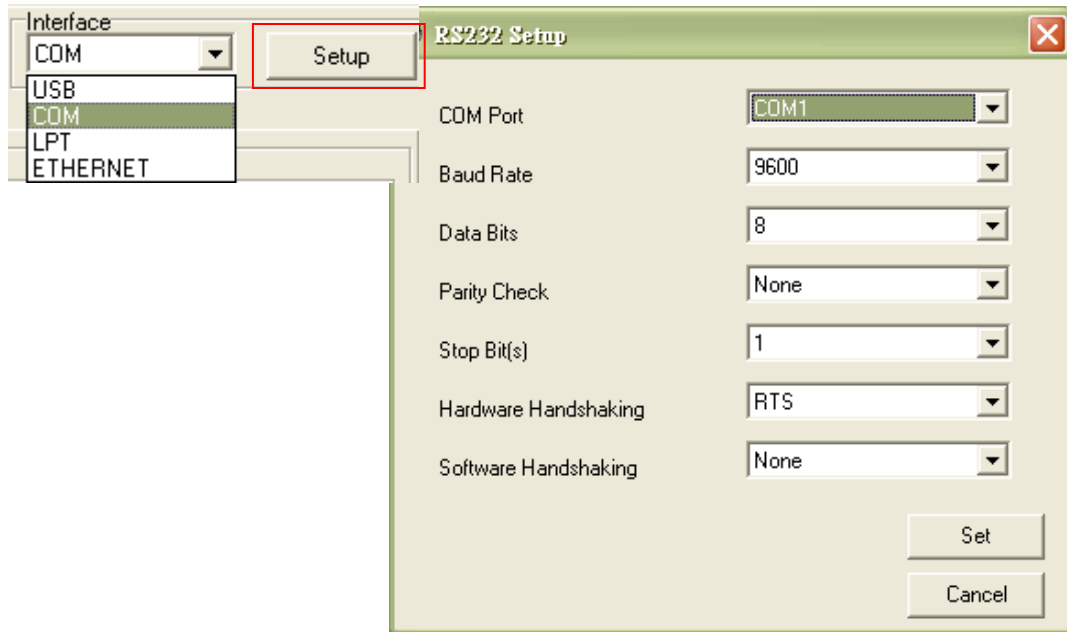 Interface
COM
Setup
USB
COM
LPT
ETHERNET
RS232 Setup
COM Port COM1
Baud Rate 9600
Data Bits 8
Parity Check None
Stop Bit(s) 1
Hardware Handshaking RTS
Software Handshaking None
Set
Cancel